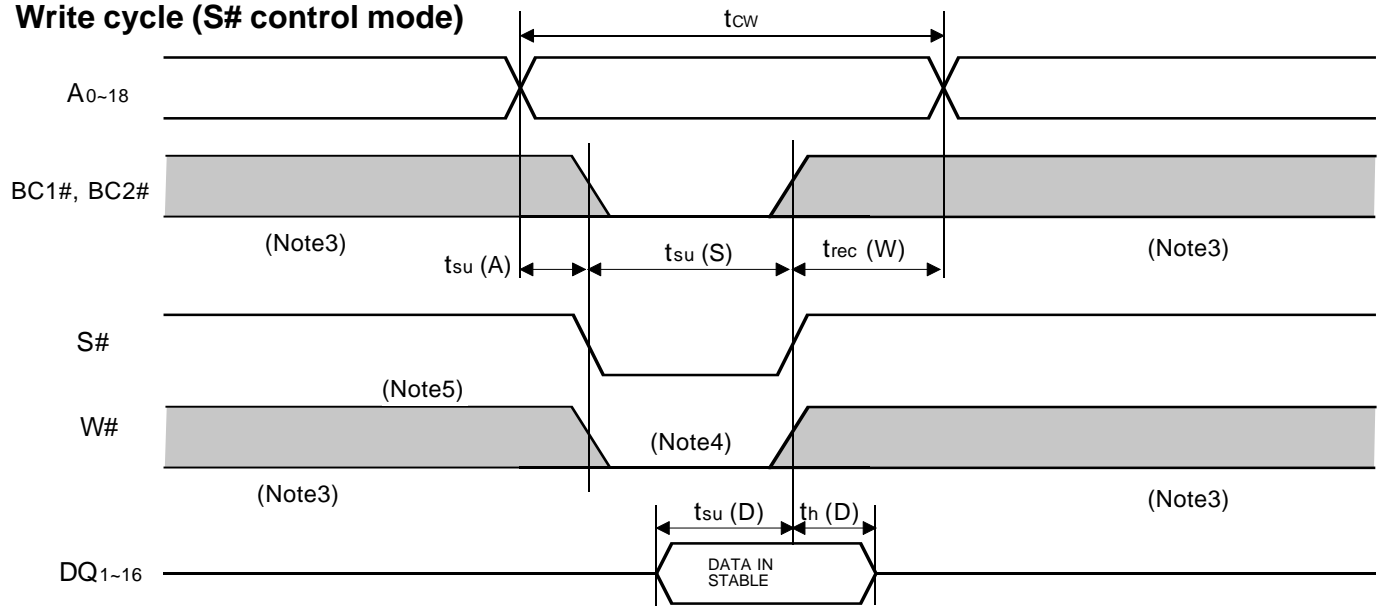 Write cycle (S# control mode)
tCW
A0~18
BC1#, BC2#
(Note3)
(Note3)
tsu (A)
tsu (S)
trec (W)
S#
(Note5)
W#
(Note4)
(Note3)
(Note3)
tsu (D)
th (D)
DQ1~16
DATA IN
STABLE